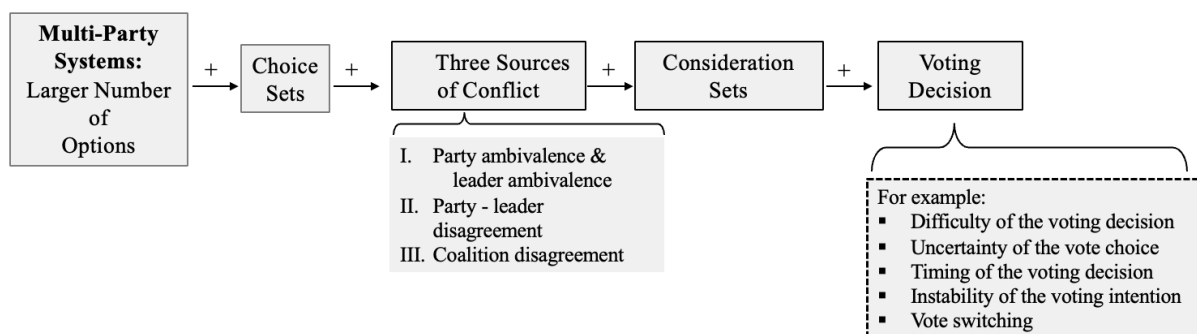 Multi-Party
Systems:
Larger Number
of
Options
+
Choice
Sets
+
Three Sources
of Conflict
+
Consideration
Sets
+
Voting
Decision
I. Party ambivalence &
leader ambivalence
II. Party - leader
disagreement
III. Coalition disagreement
For example:
▪ Difficulty of the voting decision
▪ Uncertainty of the vote choice
▪ Timing of the voting decision
▪ Instability of the voting intention
▪ Vote switching